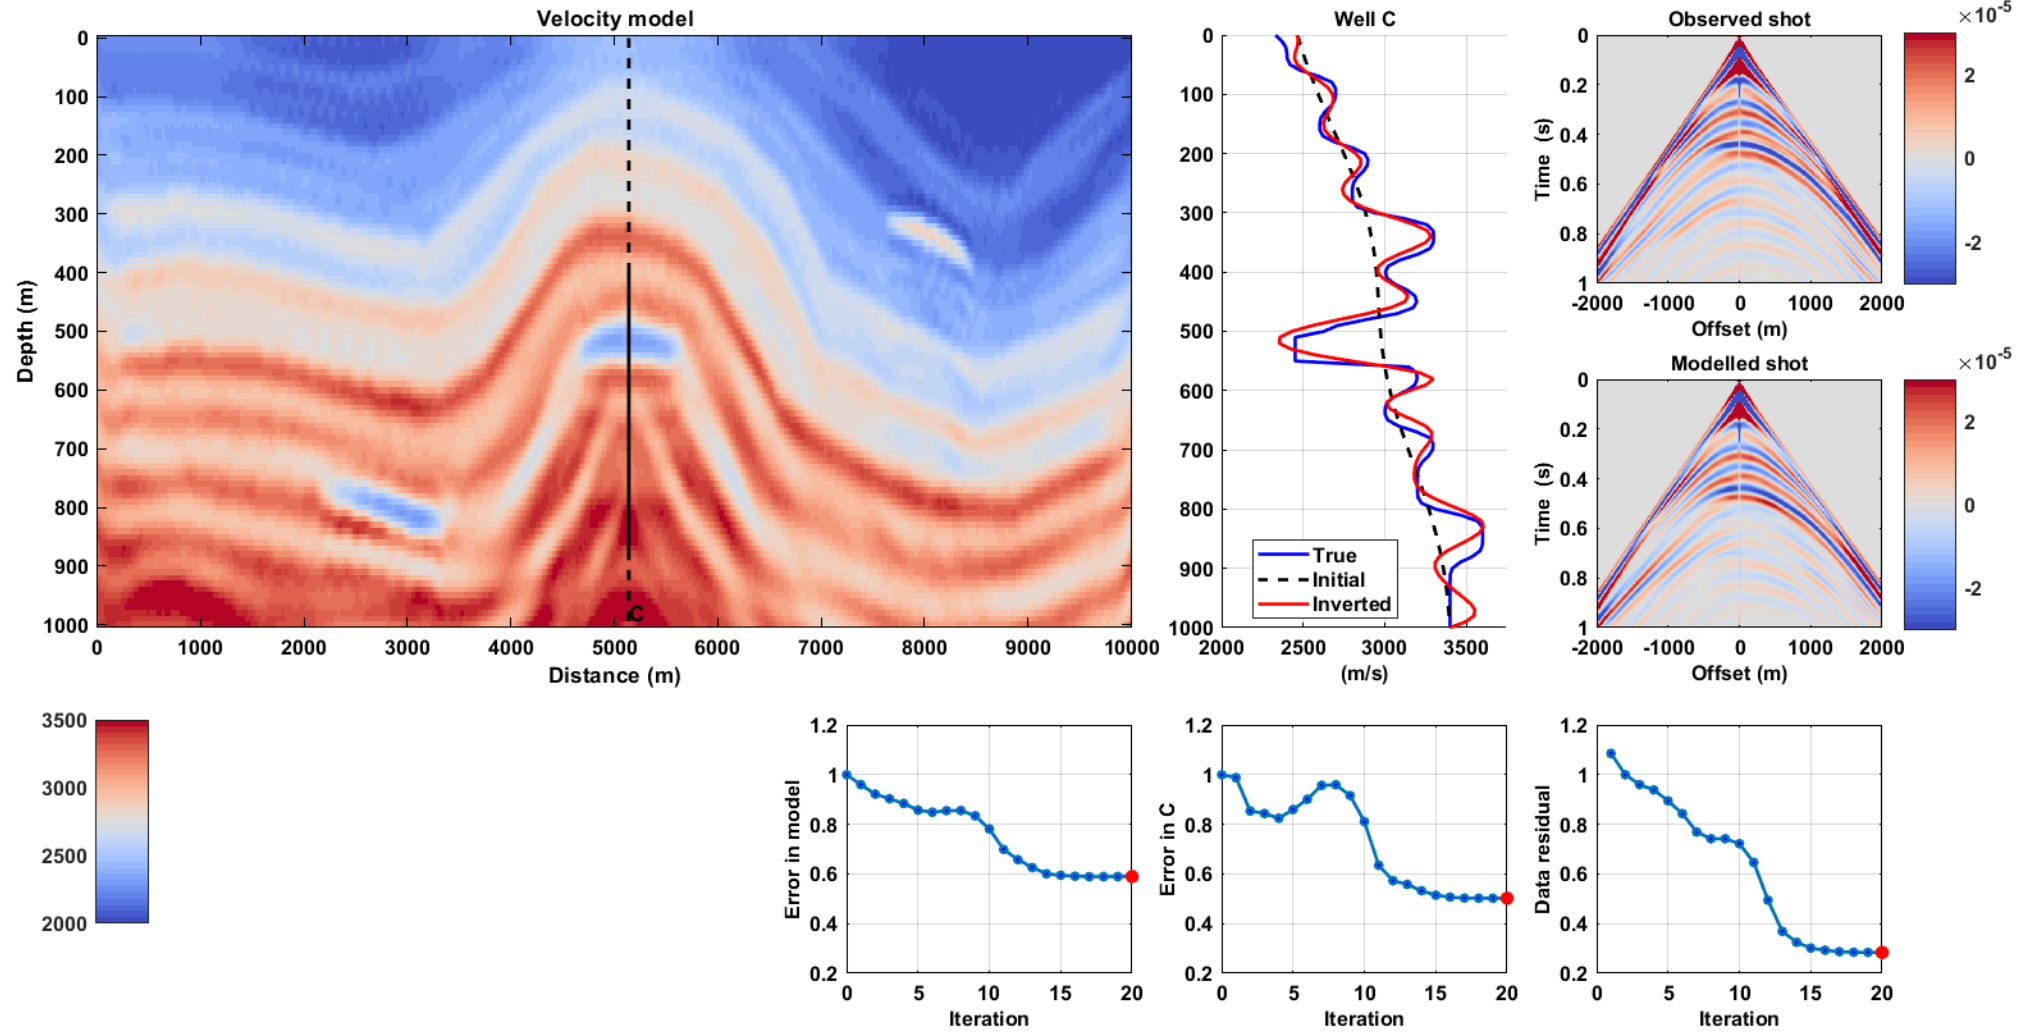 Velocity model
0
100
200
300
400
500
600
700
800
900
1000
Depth (m)
0 1000 2000 3000 4000 5000 6000 7000 8000 9000 10000
Distance (m)
C
Well C
0
100
200
300
400
500
600
700
800
900
1000
True
Initial
Inverted
2000 2500 3000 3500
(m/s)
Observed shot
×10-5
0
0.2
0.4
0.6
0.8
1
Time (s)
-2000 -1000 0 1000 2000
Offset (m)
2
0
-2
Modelled shot
×10-5
0
0.2
0.4
0.6
0.8
1
Time (s)
-2000 -1000 0 1000 2000
Offset (m)
2
0
-2
3500
3000
2500
2000
1.2
1
0.8
0.6
0.4
0.2
Error in model
0 5 10 15 20
Iteration
1.2
1
0.8
0.6
0.4
0.2
Error in C
0 5 10 15 20
Iteration
1.2
1
0.8
0.6
0.4
0.2
Data residual
0 5 10 15 20
Iteration